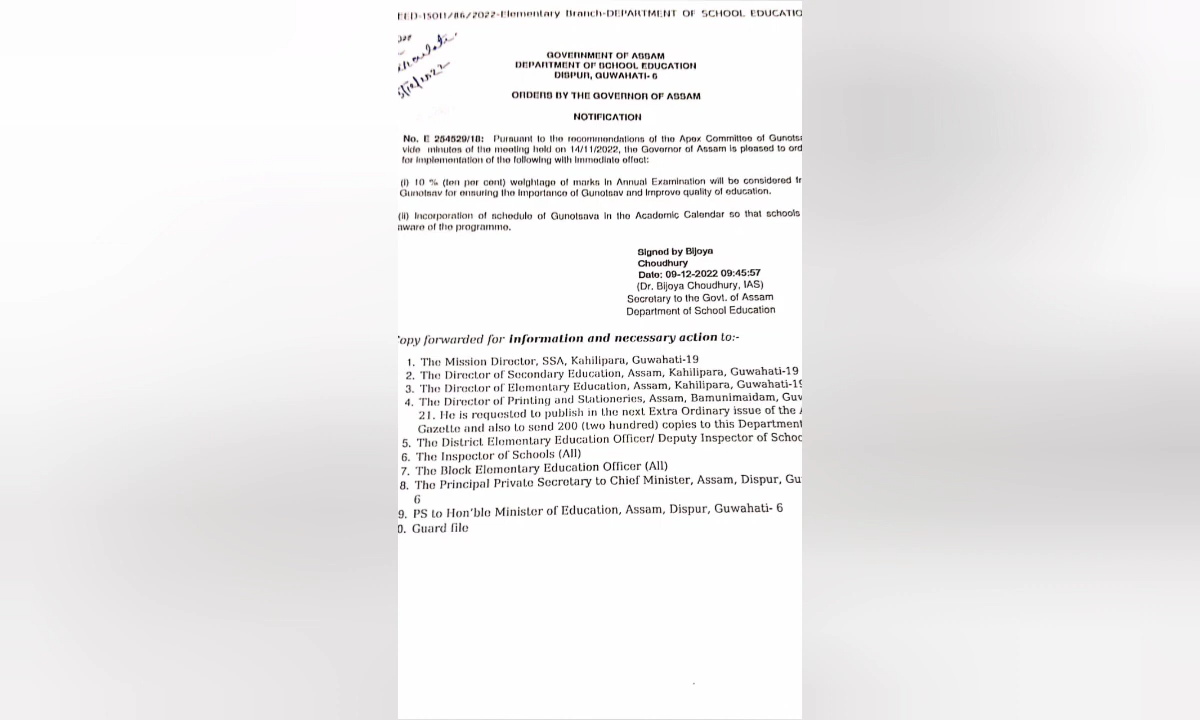 EED-15011/86/2022-Elementary Branch-DEPARTMENT OF SCHOOL EDUCATIO
GOVERNMENT OF ASSAM
DEPARTMENT OF SCHOOL EDUCATION
DISPUR, GUWAHATI- 6
ORDERS BY THE GOVERNOR OF ASSAM
NOTIFICATION
No. E 254529/18: Pursuant to the recommendations of the Apex Committee of Gunotsa
vide minutes of the meeting held on 14/11/2022, the Governor of Assam is pleased to ord
for implementation of the following with immediate effect:
(i) 10 % (ten per cent) weightage of marks in Annual Examination will be considered fr
Gunotsav for ensuring the importance of Gunotsav and improve quality of education.
(ii) Incorporation of schedule of Gunotsava in the Academic Calendar so that schools
aware of the programme.
Signed by Bijoya
Choudhury
Date: 09-12-2022 09:45:57
(Dr. Bijoya Choudhury, IAS)
Secretary to the Govt. of Assam
Department of School Education
opy forwarded for information and necessary action to:-
1. The Mission Director, SSA, Kahilipara, Guwahati-19
2. The Director of Secondary Education, Assam, Kahilipara, Guwahati-19
3. The Director of Elementary Education, Assam, Kahilipara, Guwahati-19
4. The Director of Printing and Stationeries, Assam, Bamunimaidam, Guw
21. He is requested to publish in the next Extra Ordinary issue of the A
Gazette and also to send 200 (two hundred) copies to this Department
5. The District Elementary Education Officer/ Deputy Inspector of Schoo
6. The Inspector of Schools (All)
7. The Block Elementary Education Officer (All)
8. The Principal Private Secretary to Chief Minister, Assam, Dispur, Gu
6
9. PS to Hon'ble Minister of Education, Assam, Dispur, Guwahati- 6
0. Guard file